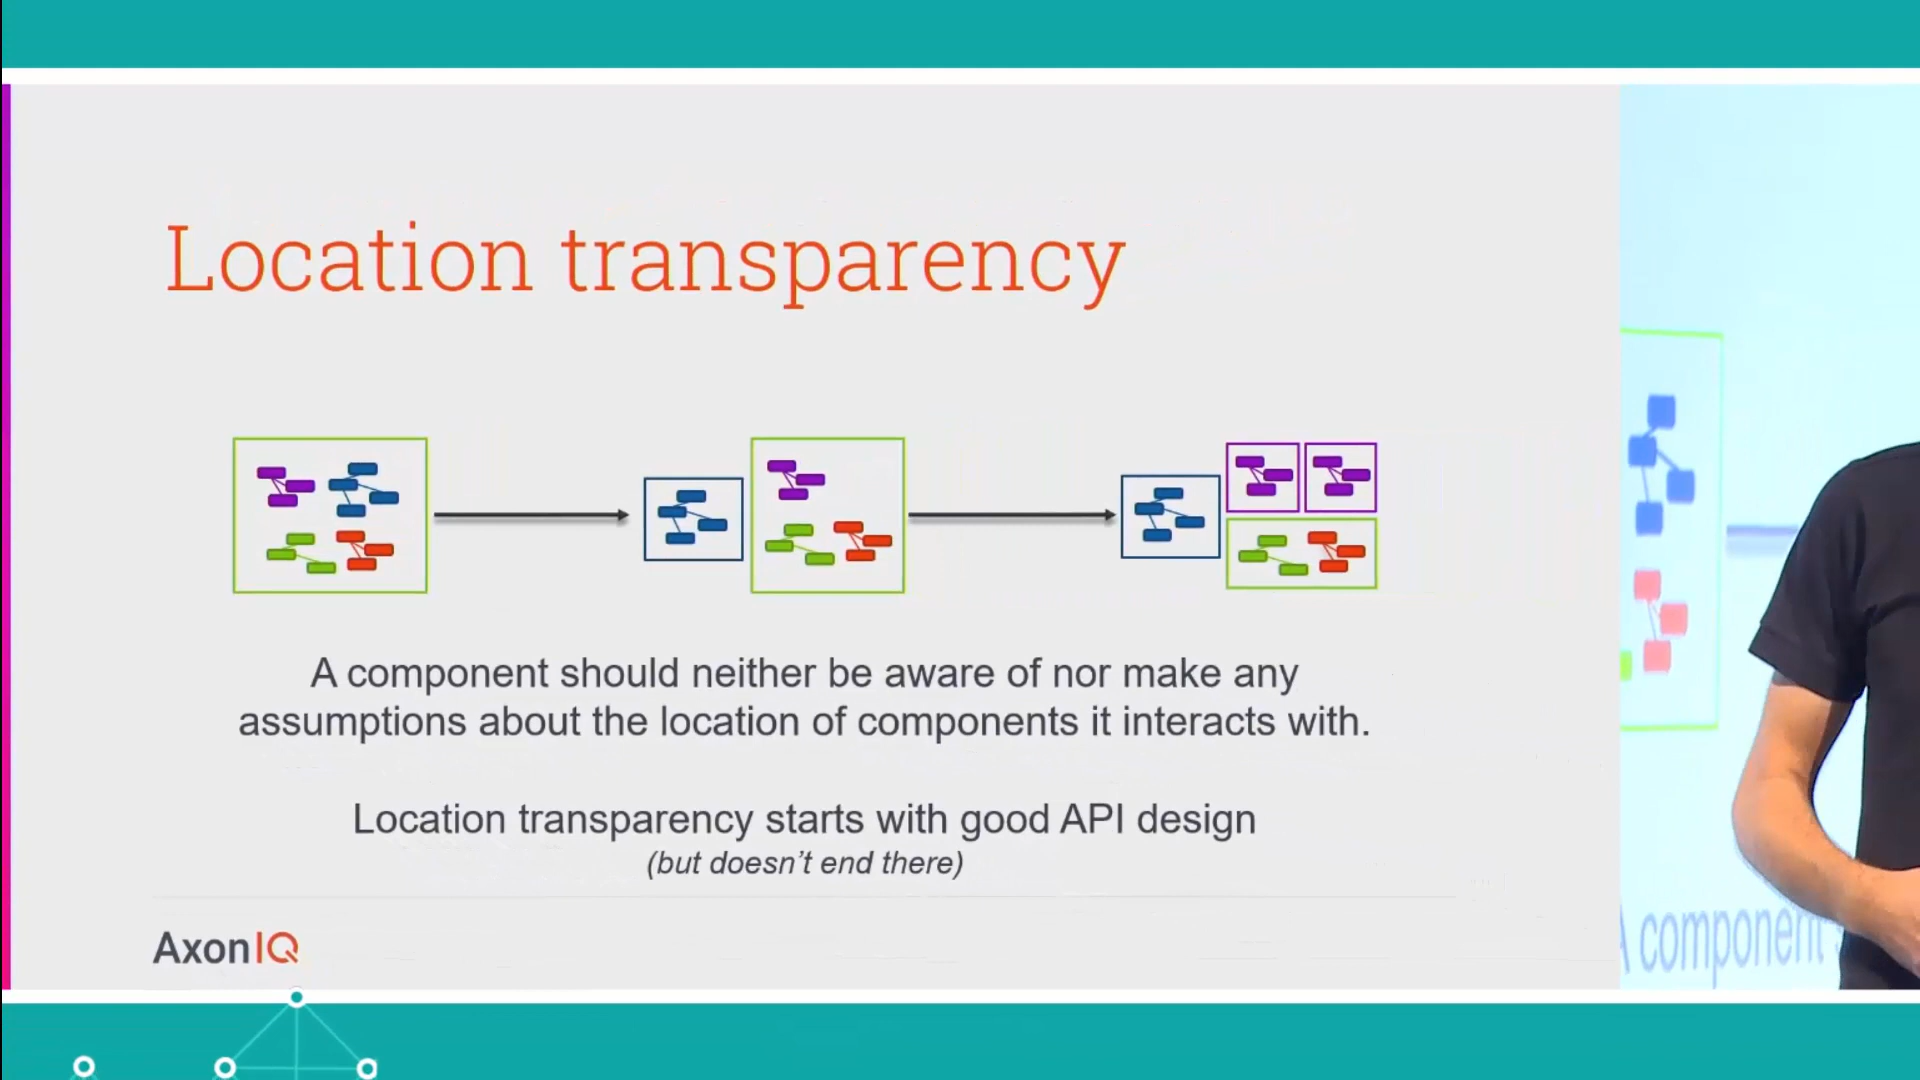 Location transparency
A component should neither be aware of nor make any
assumptions about the location of components it interacts with.
Location transparency starts with good API design
(but doesn't end there)
AxonIQ
A component